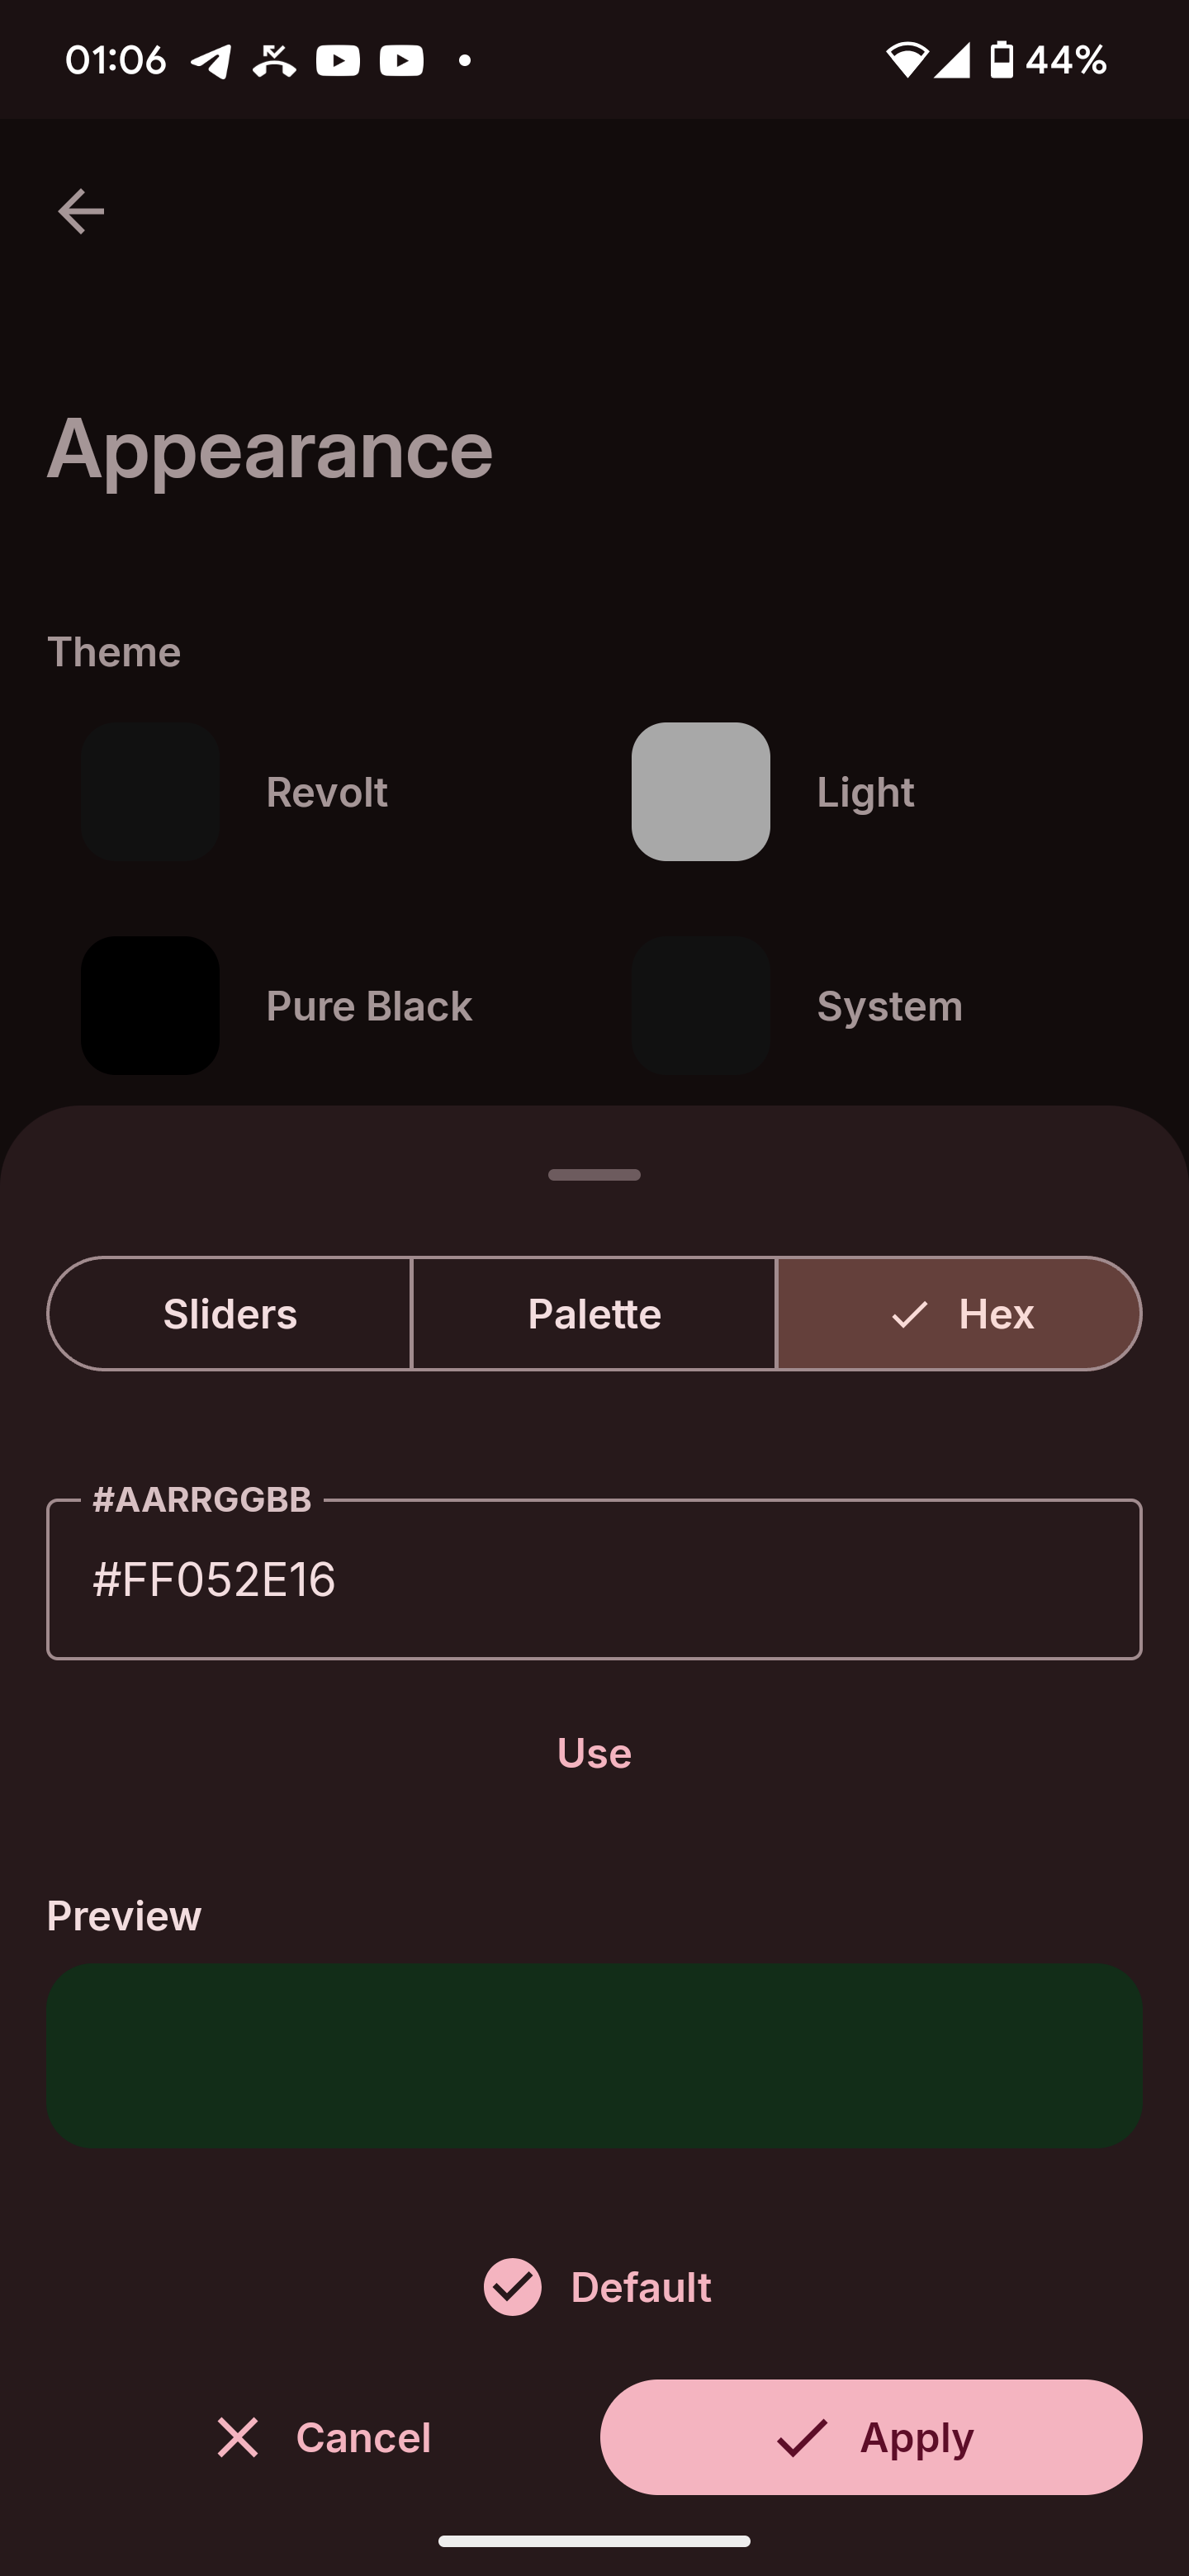 01:06
44%
Appearance
Theme
Revolt
Light
Pure Black
System
Sliders
Palette
Hex
#AARRGGBB
#FF052E16
Use
Preview
Default
Cancel
Apply